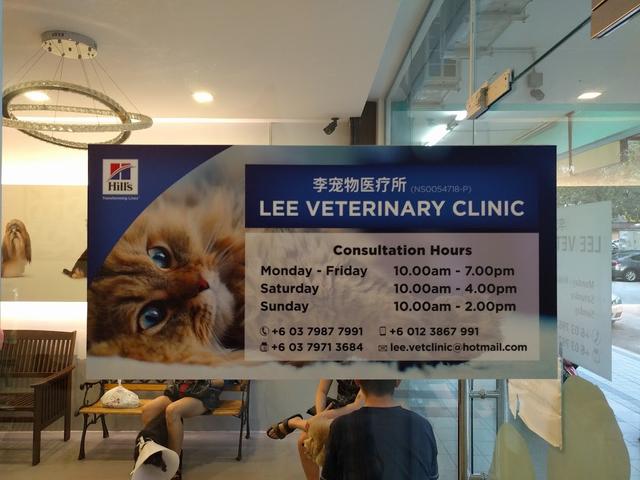 Hill's
Transforming Lives
李宠物医疗所 (NS0054718-P)
LEE VETERINARY CLINIC
Consultation Hours
Monday - Friday 10.00am - 7.00pm
Saturday 10.00am - 4.00pm
Sunday 10.00am - 2.00pm
+6 03 7987 7991 +6 012 3867 991
+6 03 7971 3684 lee.vetclinic@hotmail.com